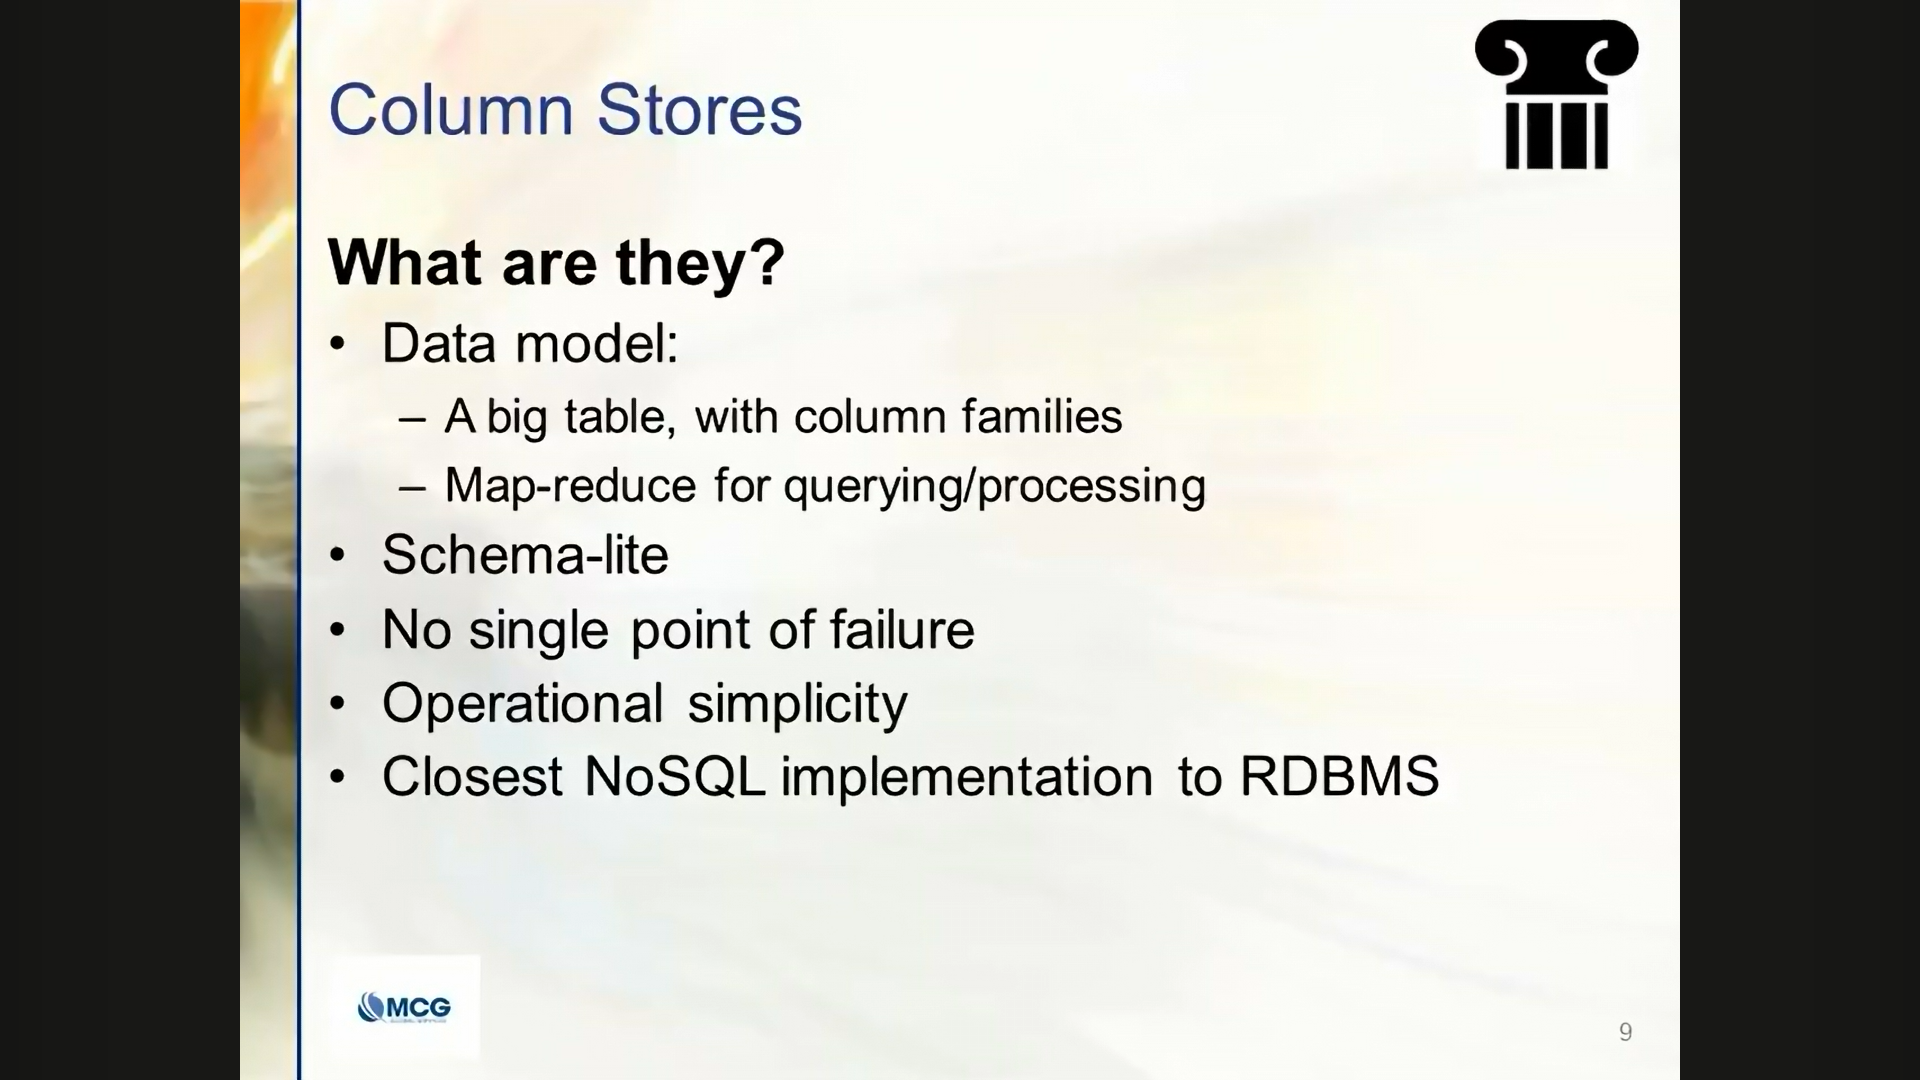 Column Stores
What are they?
• Data model:
– A big table, with column families
– Map-reduce for querying/processing
• Schema-lite
• No single point of failure
• Operational simplicity
• Closest NoSQL implementation to RDBMS
MCG
9